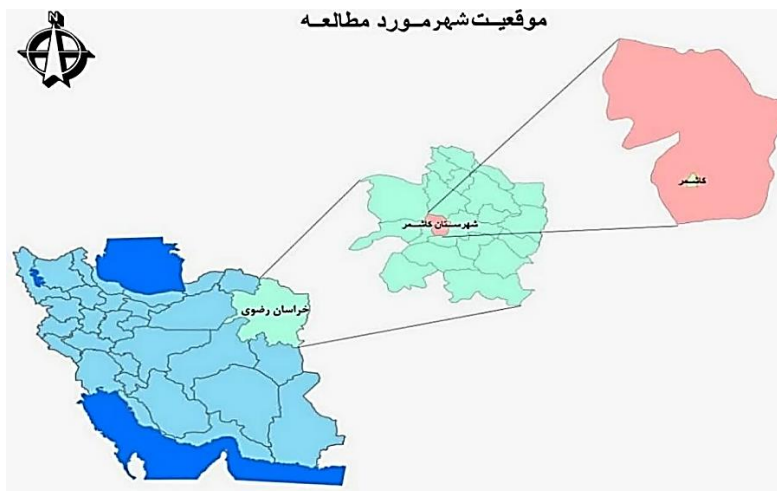 موقعیت شهر مورد مطالعه
N
کاشمر
شهرستان کاشمر
خراسان رضوی